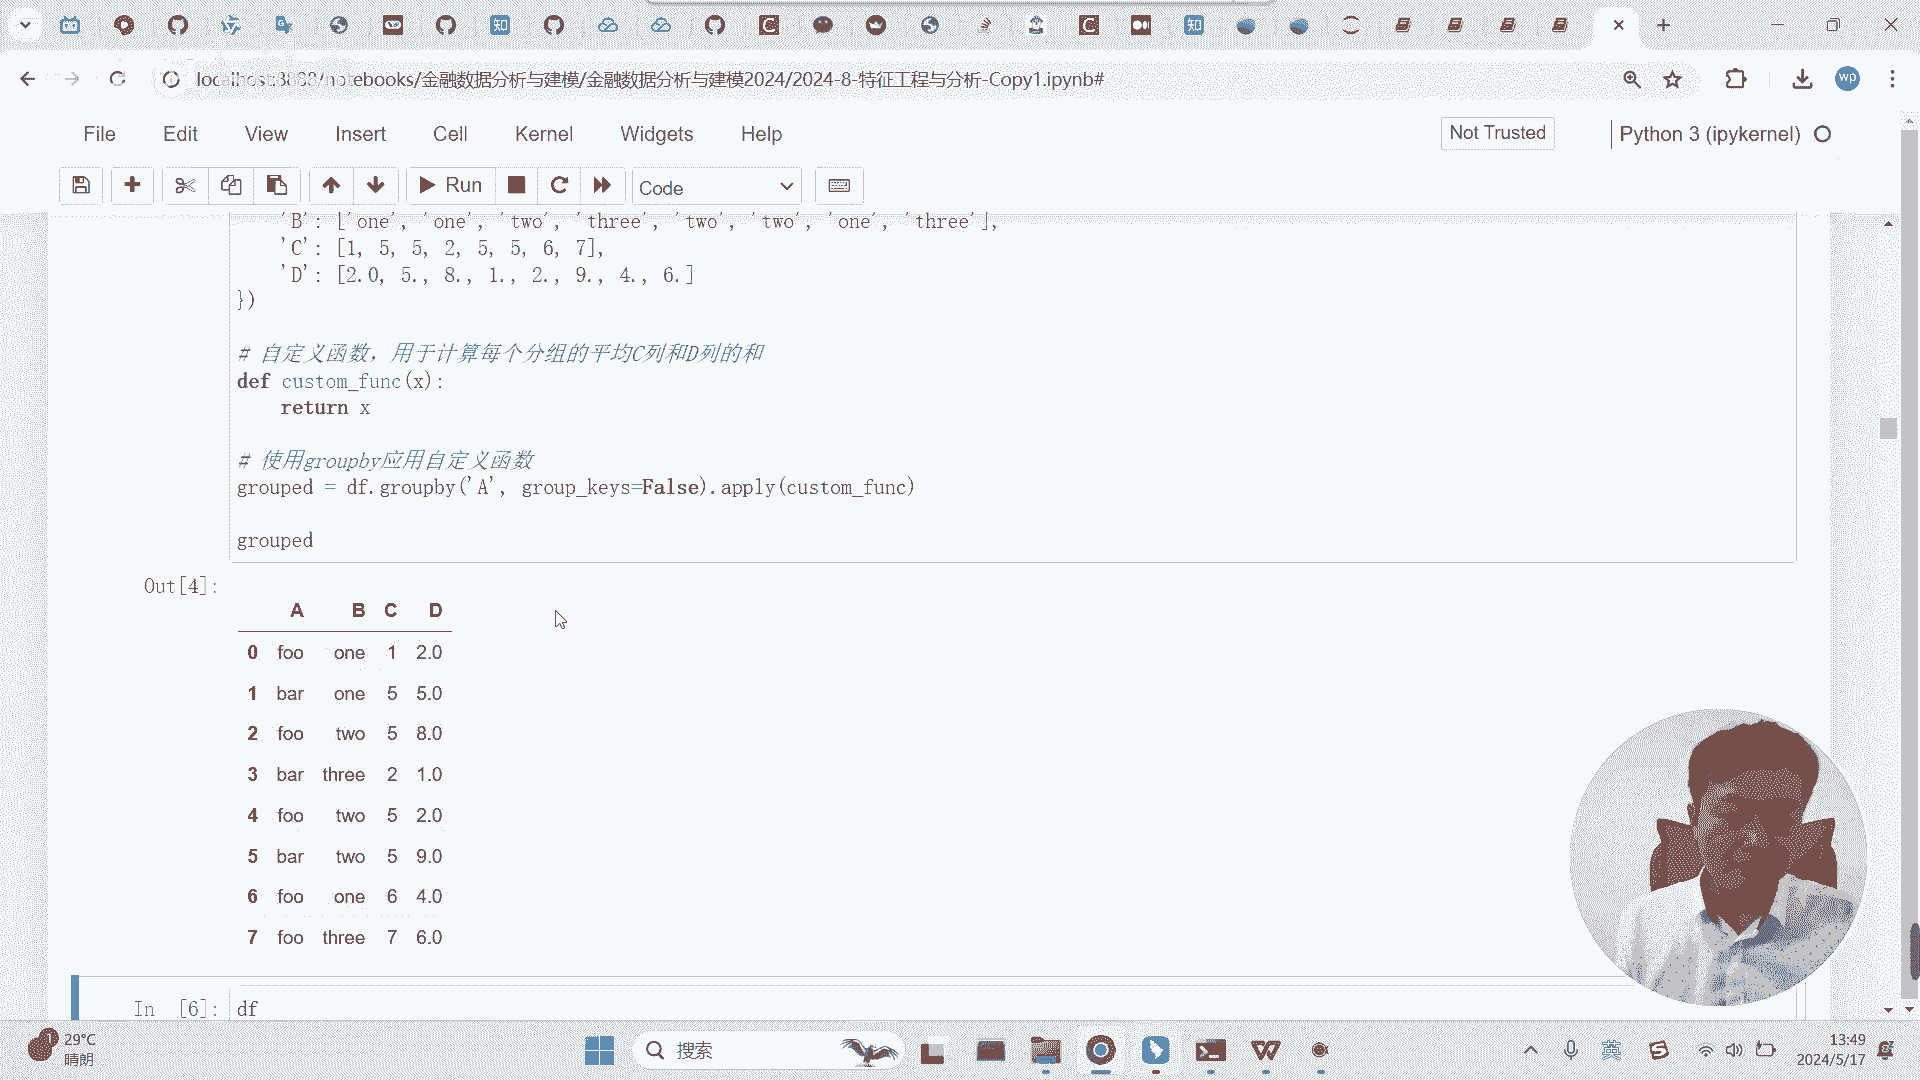 localhost:8888/notebooks/金融数据分析与建模/金融数据分析与建模2024/2024-8-特征工程与分析-Copy1.ipynb#
wp
File Edit View Insert Cell Kernel Widgets Help
Not Trusted
Python 3 (ipykernel)
Run
Code
'B': ['one', 'one', 'two', 'three', 'two', 'two', 'one', 'three'],
'C': [1, 5, 5, 2, 5, 5, 6, 7],
'D': [2.0, 5., 8., 1., 2., 9., 4., 6.]
})
# 自定义函数，用于计算每个分组的平均C列和D列的和
def custom_func(x):
return x
# 使用groupby应用自定义函数
grouped = df.groupby('A', group_keys=False).apply(custom_func)
grouped
Out[4]:
A B C D
0 foo one 1 2.0
1 bar one 5 5.0
2 foo two 5 8.0
3 bar three 2 1.0
4 foo two 5 2.0
5 bar two 5 9.0
6 foo one 6 4.0
7 foo three 7 6.0
In [6]: df
1
29°C
晴朗
搜索
英
13:49
2024/5/17